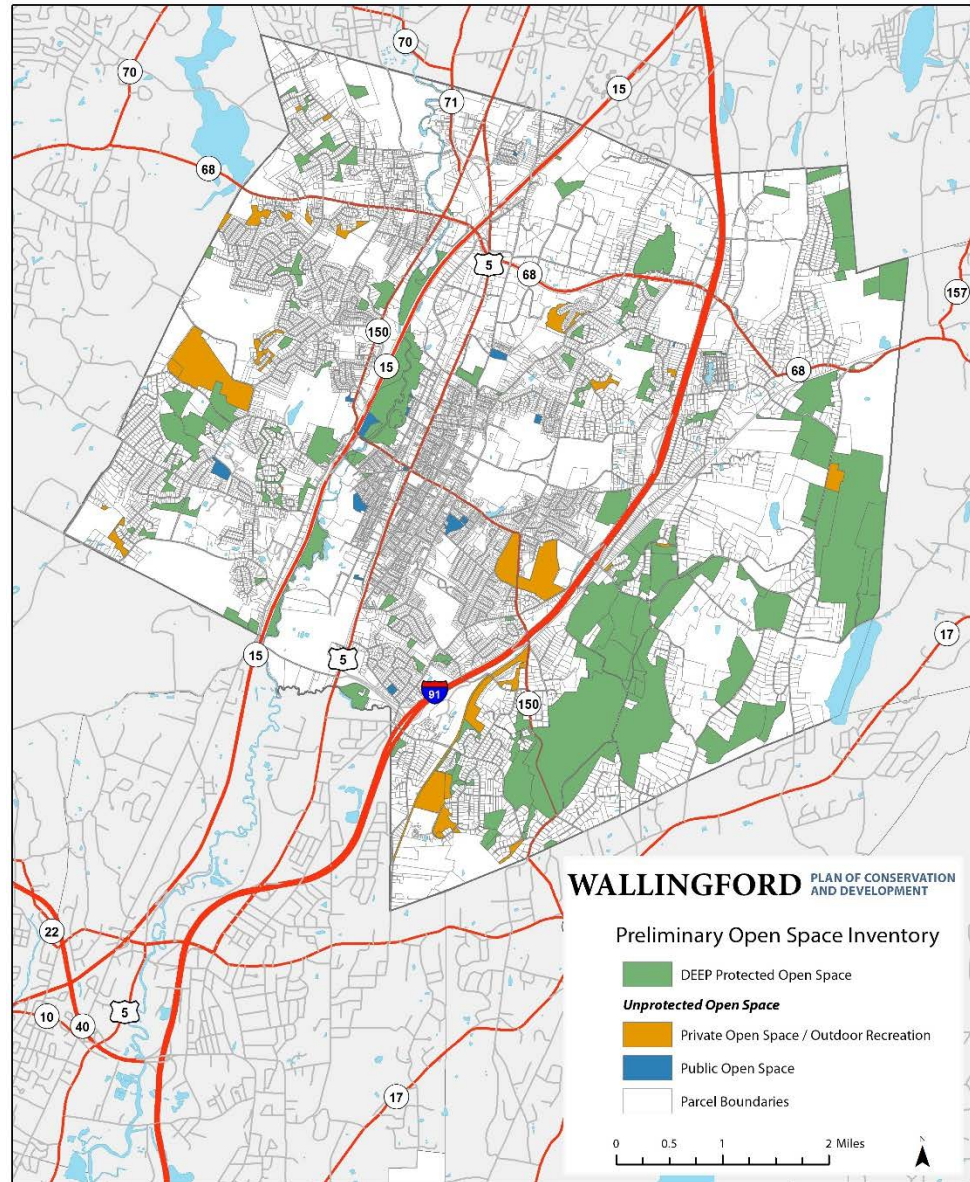 70
70
71
15
68
5
68
157
150
15
68
17
15
5
91
150
WALLINGFORD PLAN OF CONSERVATION
AND DEVELOPMENT
Preliminary Open Space Inventory
DEEP Protected Open Space
Unprotected Open Space
Private Open Space / Outdoor Recreation
Public Open Space
Parcel Boundaries
0 0.5 1 2 Miles
N
22
10
40
5
17